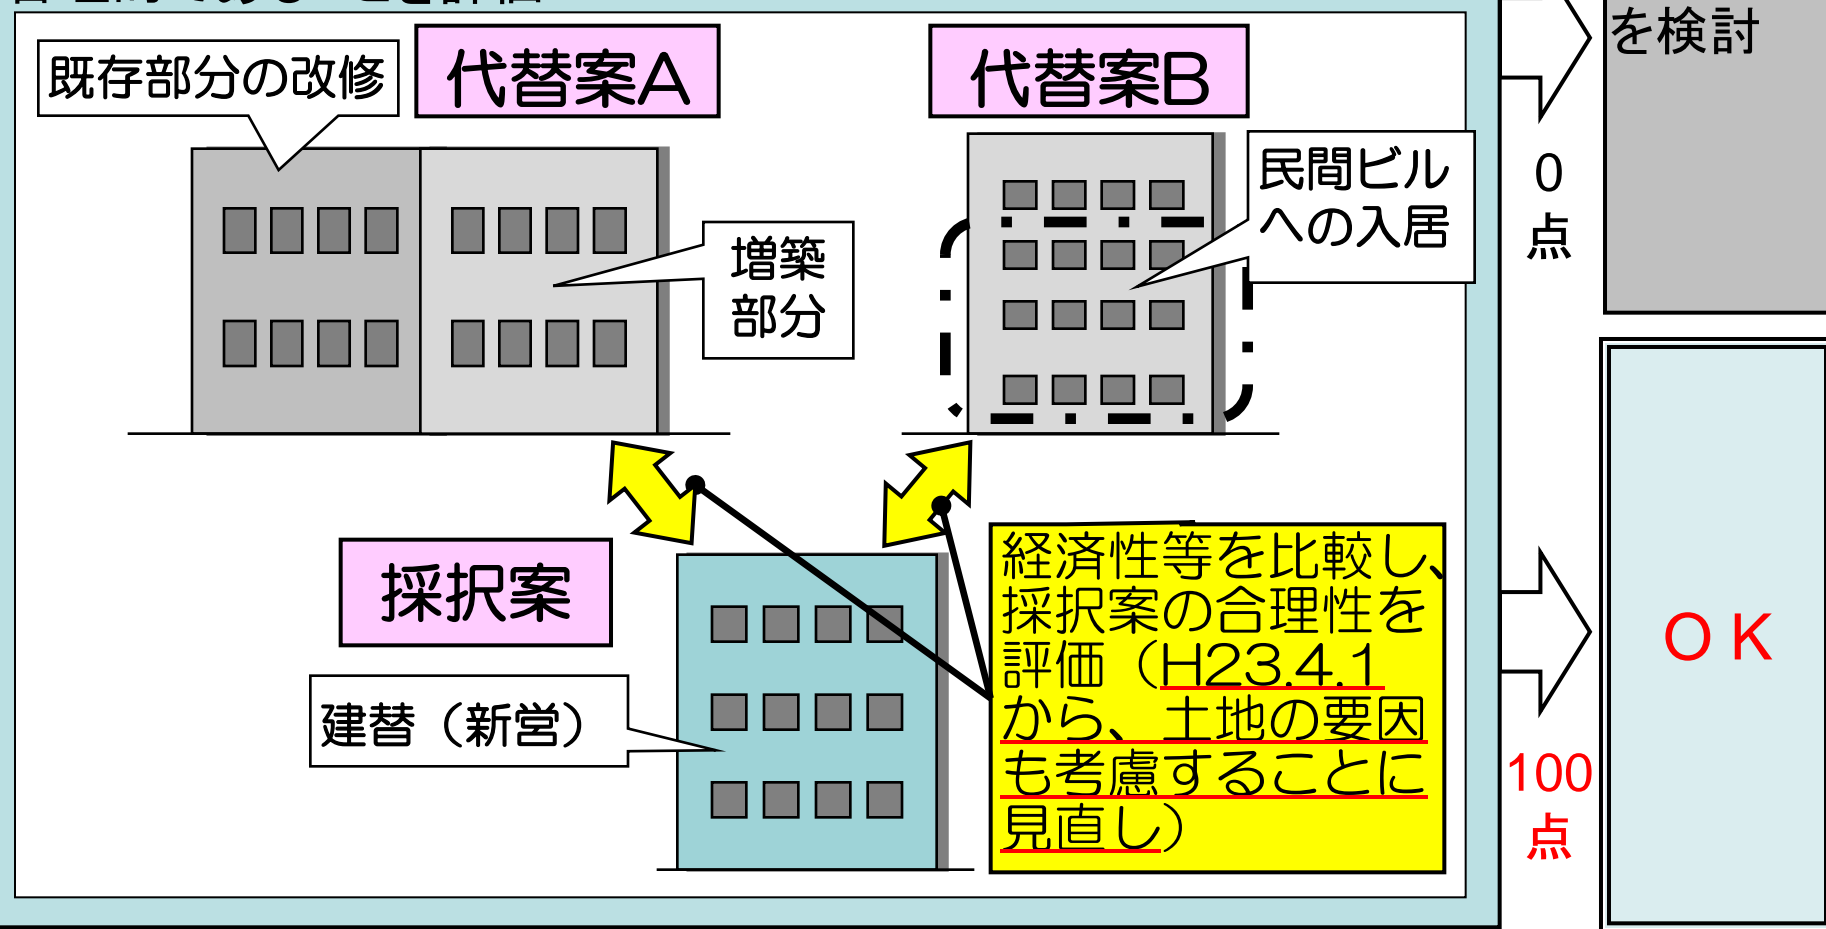 を検討
既存部分の改修
代替案A
代替案B
民間ビル
への入居
0
点
増築
部分
採択案
建替（新営）
経済性等を比較し、
採択案の合理性を
評価（H23.4.1
から、土地の要因
も考慮することに
見直し）
OK
100
点